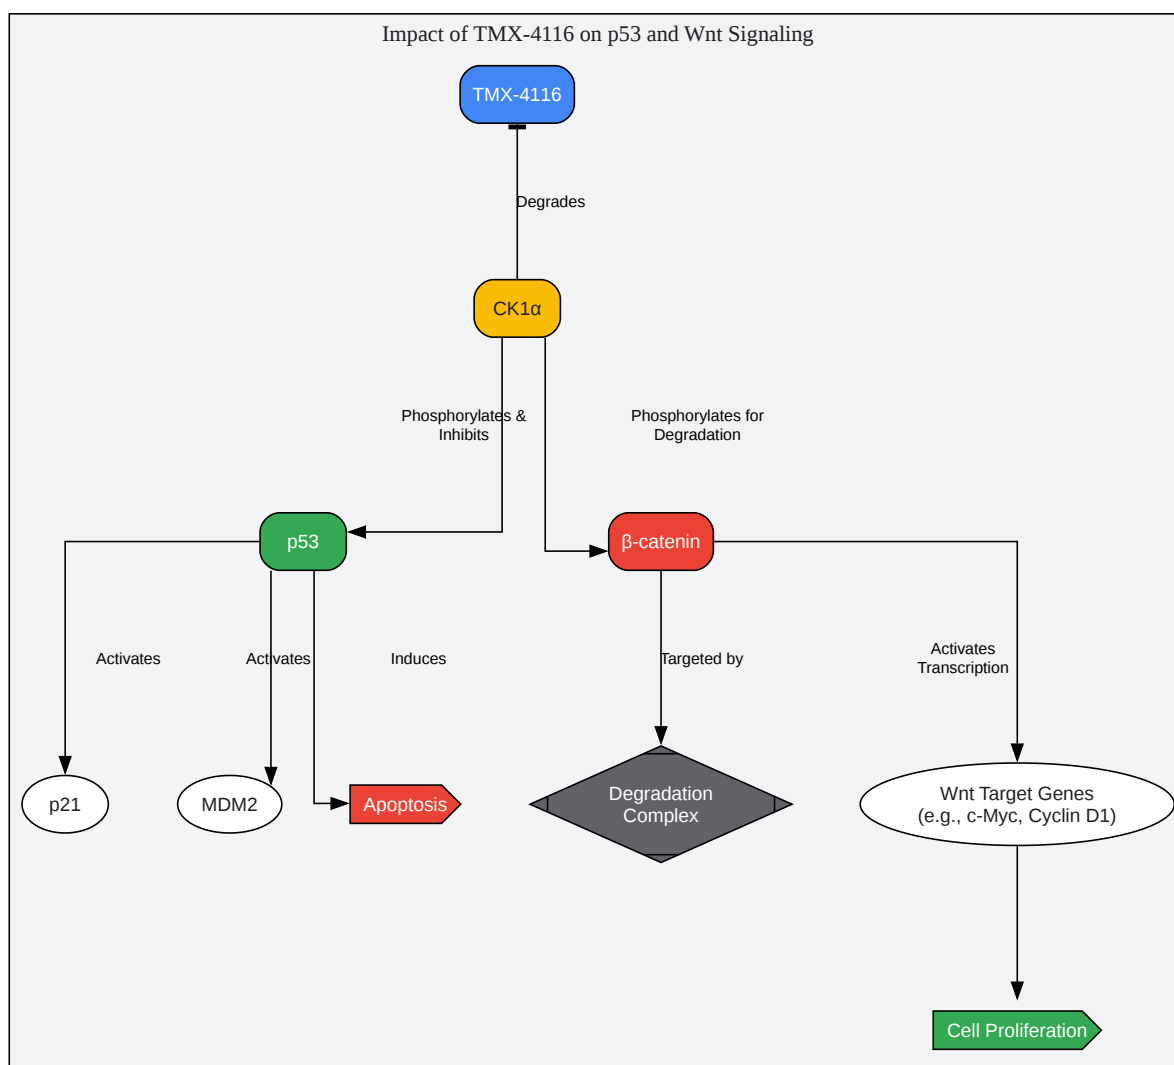 Impact of TMX-4116 on p53 and Wnt Signaling
TMX-4116
Degrades
CK1α
Phosphorylates &
Inhibits
Phosphorylates for
Degradation
p53
β-catenin
Activates
Activates
Induces
Targeted by
Activates
Transcription
p21
MDM2
Apoptosis
Degradation
Complex
Wnt Target Genes
(e.g., c-Myc, Cyclin D1)
Cell Proliferation